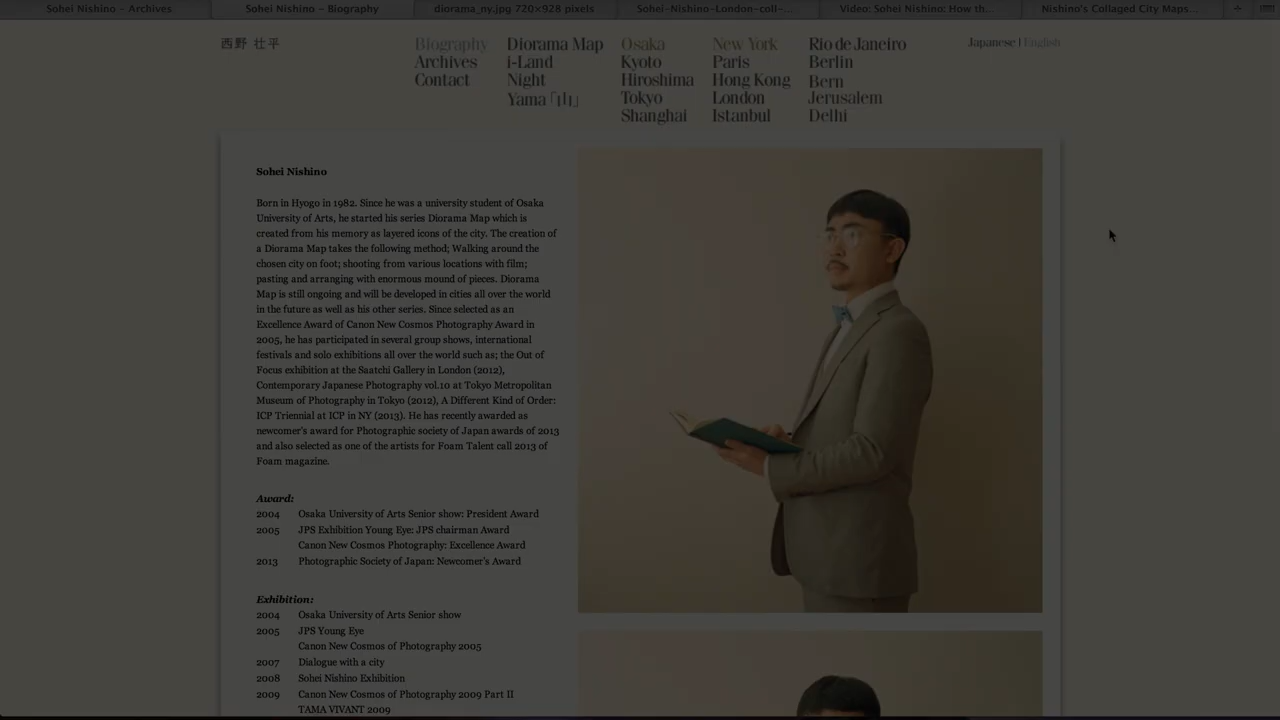 Sohei Nishino – Archives
Sohei Nishino – Biography
diorama_ny.jpg 720×928 pixels
Sohei-Nishino-London-coll-...
Video: Sohei Nishino: How th...
Nishino's Collaged City Maps...
西野 壮平
Biography
Archives
Contact
Diorama Map
i-Land
Night
Yama「山」
Osaka
Kyoto
Hiroshima
Tokyo
Shanghai
New York
Paris
Hong Kong
London
Istanbul
Rio de Janeiro
Berlin
Bern
Jerusalem
Delhi
Japanese | English
Sohei Nishino
Born in Hyogo in 1982. Since he was a university student of Osaka
University of Arts, he started his series Diorama Map which is
created from his memory as layered icons of the city. The creation of
a Diorama Map takes the following method; Walking around the
chosen city on foot; shooting from various locations with film;
pasting and arranging with enormous mound of pieces. Diorama
Map is still ongoing and will be developed in cities all over the world
in the future as well as his other series. Since selected as an
Excellence Award of Canon New Cosmos Photography Award in
2005, he has participated in several group shows, international
festivals and solo exhibitions all over the world such as; the Out of
Focus exhibition at the Saatchi Gallery in London (2012),
Contemporary Japanese Photography vol.10 at Tokyo Metropolitan
Museum of Photography in Tokyo (2012), A Different Kind of Order:
ICP Triennial at ICP in NY (2013). He has recently awarded as
newcomer's award for Photographic society of Japan awards of 2013
and also selected as one of the artists for Foam Talent call 2013 of
Foam magazine.
Award:
2004 Osaka University of Arts Senior show: President Award
2005 JPS Exhibition Young Eye: JPS chairman Award
Canon New Cosmos Photography: Excellence Award
2013 Photographic Society of Japan: Newcomer's Award
Exhibition:
2004 Osaka University of Arts Senior show
2005 JPS Young Eye
Canon New Cosmos of Photography 2005
2007 Dialogue with a city
2008 Sohei Nishino Exhibition
2009 Canon New Cosmos of Photography 2009 Part II
TAMA VIVANT 2009